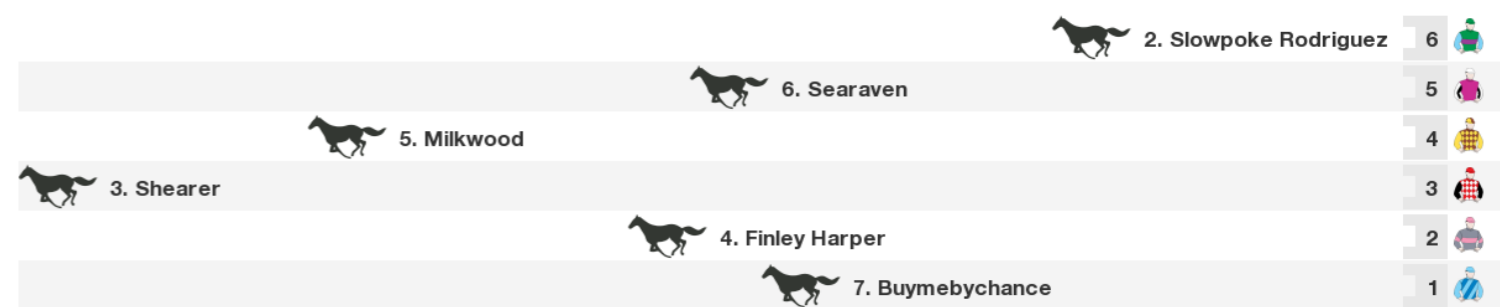 2. Slowpoke Rodriguez 6
6. Searaven 5
5. Milkwood 4
3. Shearer 3
4. Finley Harper 2
7. Buymebychance 1